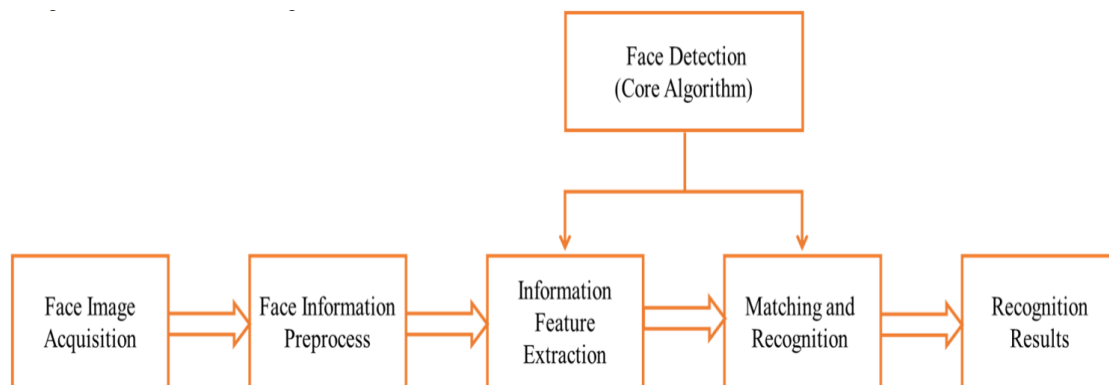 Face Detection
(Core Algorithm)
Face Image
Acquisition
Face Information
Preprocess
Information
Feature
Extraction
Matching and
Recognition
Recognition
Results